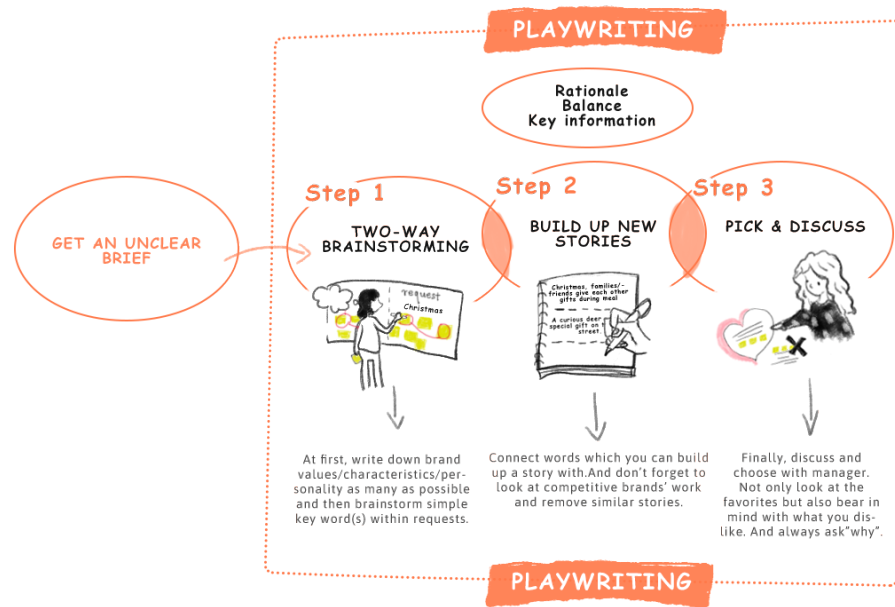 PLAYWRITING
Rationale
Balance
Key information
GET AN UNCLEAR
BRIEF
Step 1
TWO-WAY
BRAINSTORMING
request
Christmas
At first, write down brand
values/characteristics/per-
sonality as many as possible
and then brainstorm simple
key word(s) within requests.
Step 2
BUILD UP NEW
STORIES
Christmas, families/-
friends give each other
gifts during meal
A curious deer
special gift on
street.
Connect words which you can build
up a story with.And don't forget to
look at competitive brands' work
and remove similar stories.
Step 3
PICK & DISCUSS
Finally, discuss and
choose with manager.
Not only look at the
favorites but also bear in
mind with what you dis-
like. And always ask"why".
PLAYWRITING